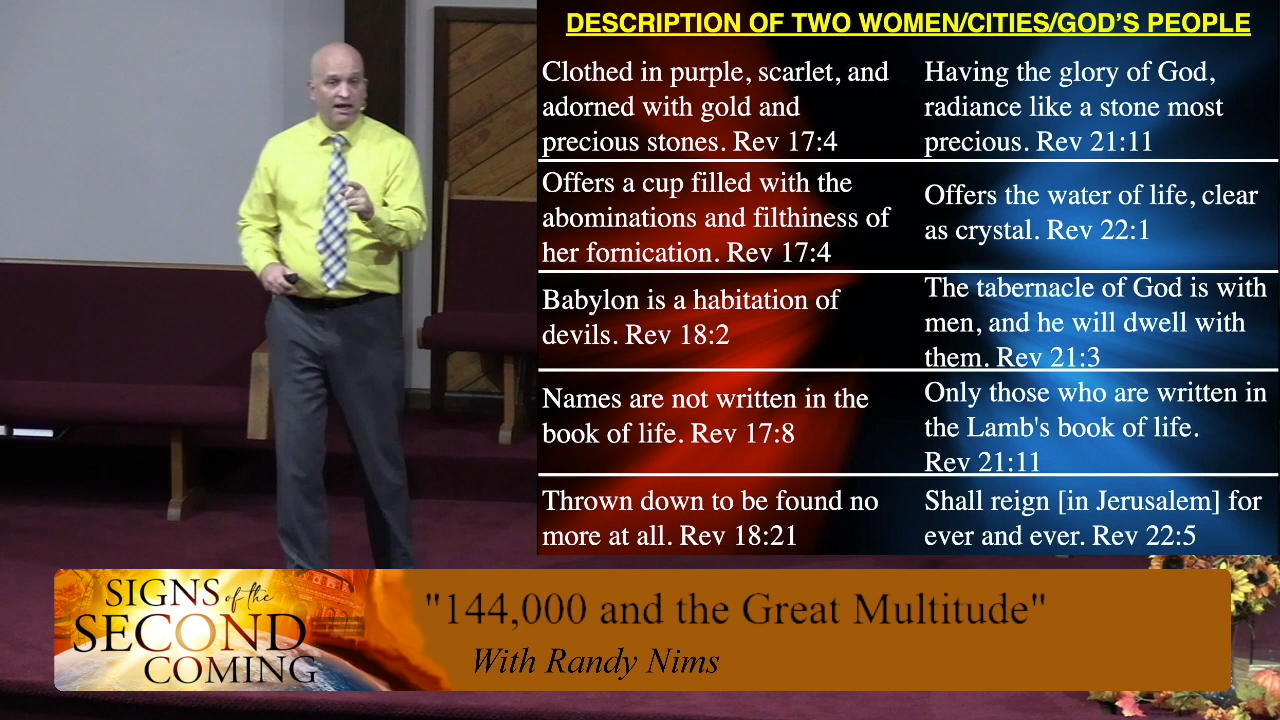 DESCRIPTION OF TWO WOMEN/CITIES/GOD'S PEOPLE
Clothed in purple, scarlet, and
adorned with gold and
precious stones. Rev 17:4
Having the glory of God,
radiance like a stone most
precious. Rev 21:11
Offers a cup filled with the
abominations and filthiness of
her fornication. Rev 17:4
Offers the water of life, clear
as crystal. Rev 22:1
Babylon is a habitation of
devils. Rev 18:2
The tabernacle of God is with
men, and he will dwell with
them. Rev 21:3
Names are not written in the
book of life. Rev 17:8
Only those who are written in
the Lamb's book of life.
Rev 21:11
Thrown down to be found no
more at all. Rev 18:21
Shall reign [in Jerusalem] for
ever and ever. Rev 22:5
SIGNS of the
SECOND
COMING
"144,000 and the Great Multitude"
With Randy Nims